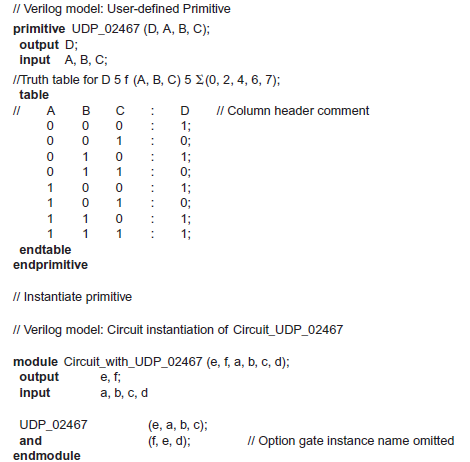 // Verilog model: User-defined Primitive
primitive UDP_02467 (D, A, B, C);
output D;
input A, B, C;
//Truth table for D 5 f (A, B, C) 5 Σ(0, 2, 4, 6, 7);
table
// A B C : D // Column header comment
0 0 0 : 1;
0 0 1 : 0;
0 1 0 : 1;
0 1 1 : 0;
1 0 0 : 1;
1 0 1 : 0;
1 1 0 : 1;
1 1 1 : 1;
endtable
endprimitive
// Instantiate primitive
// Verilog model: Circuit instantiation of Circuit_UDP_02467
module Circuit_with_UDP_02467 (e, f, a, b, c, d);
output e, f;
input a, b, c, d
UDP_02467 (e, a, b, c);
and (f, e, d); // Option gate instance name omitted
endmodule